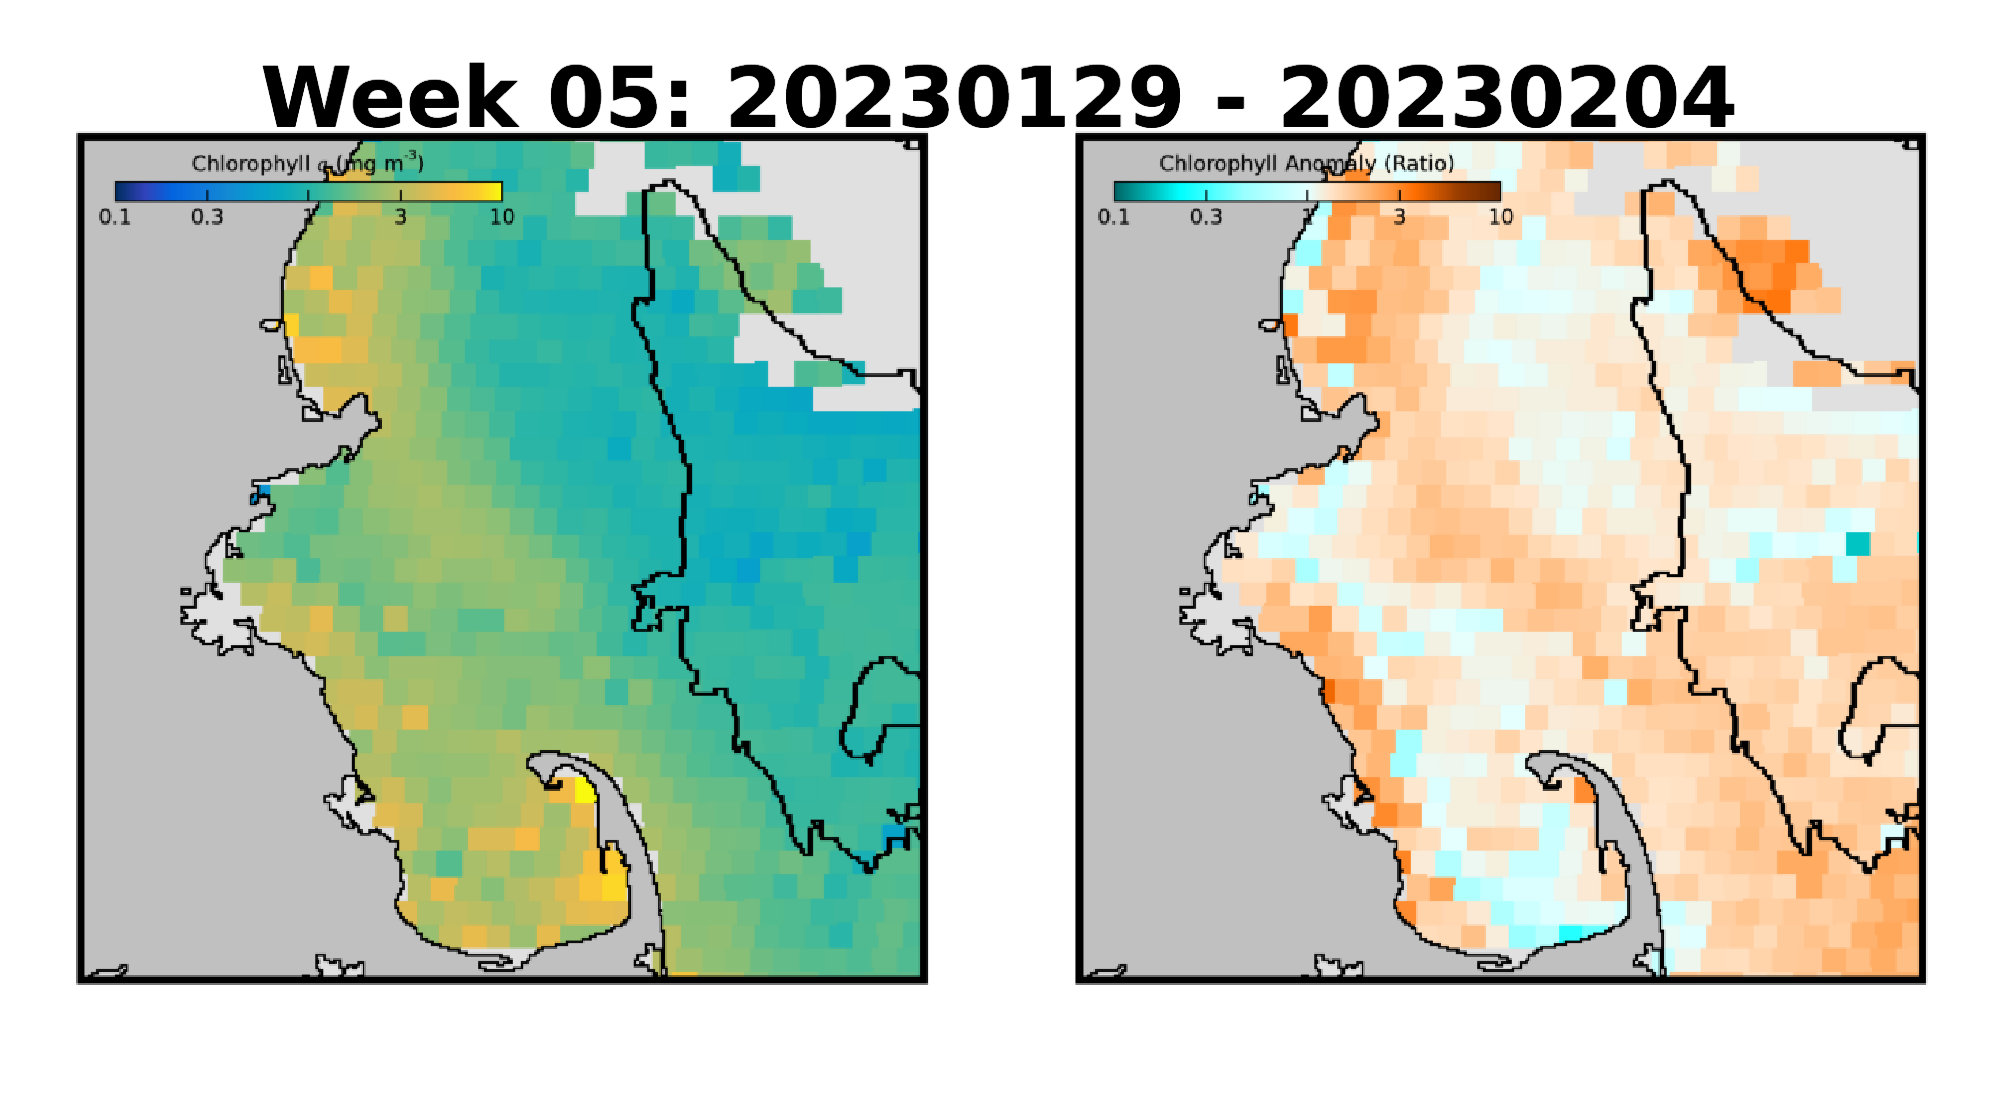 Week 05: 20230129 - 20230204
Chlorophyll a (mg m⁻³)
0.1 0.3 1 3 10
Chlorophyll Anomaly (Ratio)
0.1 0.3 1 3 10